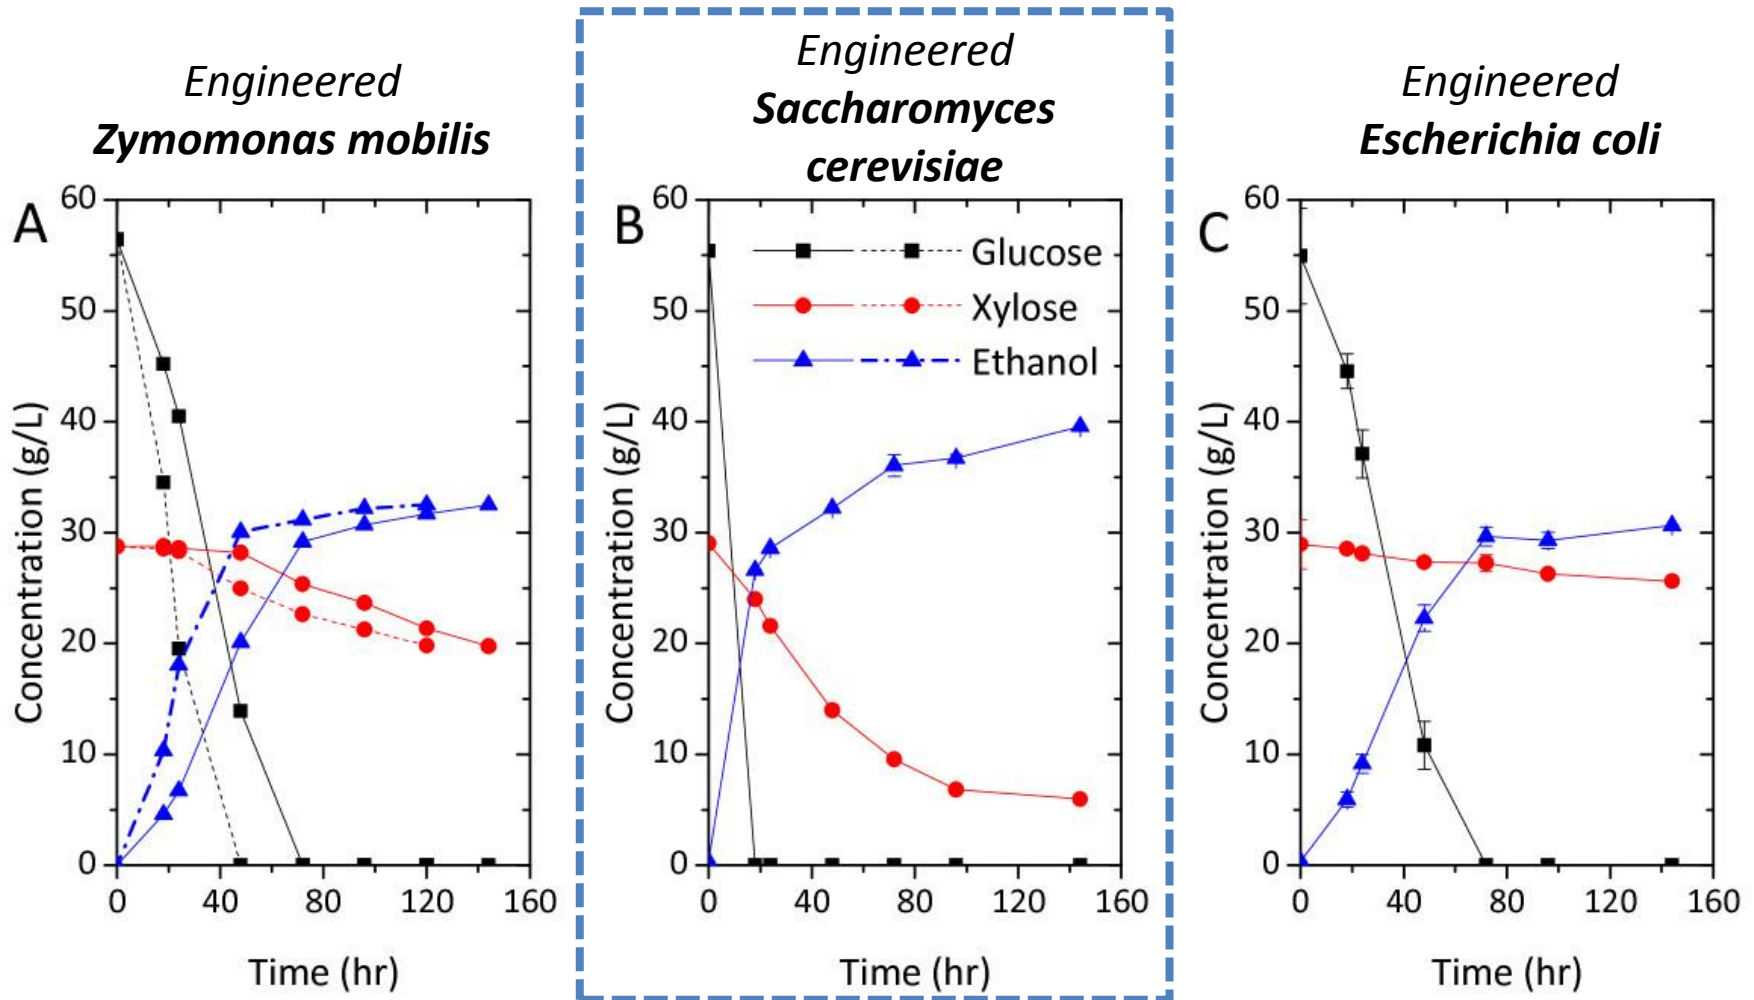 Engineered
Zymomonas mobilis
Engineered
Saccharomyces
cerevisiae
Engineered
Escherichia coli
A
60
50
40
30
20
10
0
Concentration (g/L)
0 40 80 120 160
Time (hr)
B
60
50
40
30
20
10
0
Concentration (g/L)
Glucose
Xylose
Ethanol
0 40 80 120 160
Time (hr)
C
60
50
40
30
20
10
0
Concentration (g/L)
0 40 80 120 160
Time (hr)